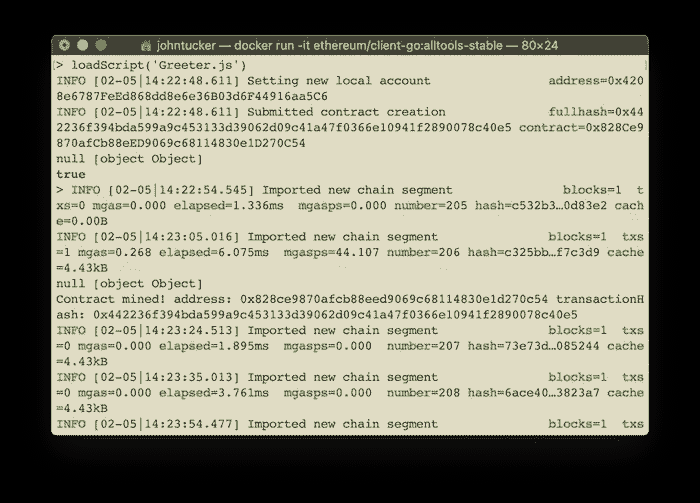 johntucker — docker run -it ethereum/client-go:alltools-stable — 80×24
> loadScript('Greeter.js')
INFO [02-05|14:22:48.611] Setting new local account address=0x420
8e6787FeEd868dd8e6e36B03d6F44916aa5C6
INFO [02-05|14:22:48.611] Submitted contract creation fullhash=0x44
2236f394bda599a9c453133d39062d09c41a47f0366e10941f2890078c40e5 contract=0x828Ce9
870afCb88eED9069c68114830e1D270C54
null [object Object]
true
> INFO [02-05|14:22:54.545] Imported new chain segment blocks=1 t
xs=0 mgas=0.000 elapsed=1.336ms mgasps=0.000 number=205 hash=c532b3…0d83e2 cach
e=0.00B
INFO [02-05|14:23:05.016] Imported new chain segment blocks=1 txs
=1 mgas=0.268 elapsed=6.075ms mgasps=44.107 number=206 hash=c325bb…f7c3d9 cache
=4.43kB
null [object Object]
Contract mined! address: 0x828ce9870afcb88eed9069c68114830e1d270c54 transactionH
ash: 0x442236f394bda599a9c453133d39062d09c41a47f0366e10941f2890078c40e5
INFO [02-05|14:23:24.513] Imported new chain segment blocks=1 txs
=0 mgas=0.000 elapsed=1.895ms mgasps=0.000 number=207 hash=73e73d…085244 cache
=4.43kB
INFO [02-05|14:23:35.013] Imported new chain segment blocks=1 txs
=0 mgas=0.000 elapsed=3.761ms mgasps=0.000 number=208 hash=6ace40…3823a7 cache
=4.43kB
INFO [02-05|14:23:54.477] Imported new chain segment blocks=1 txs